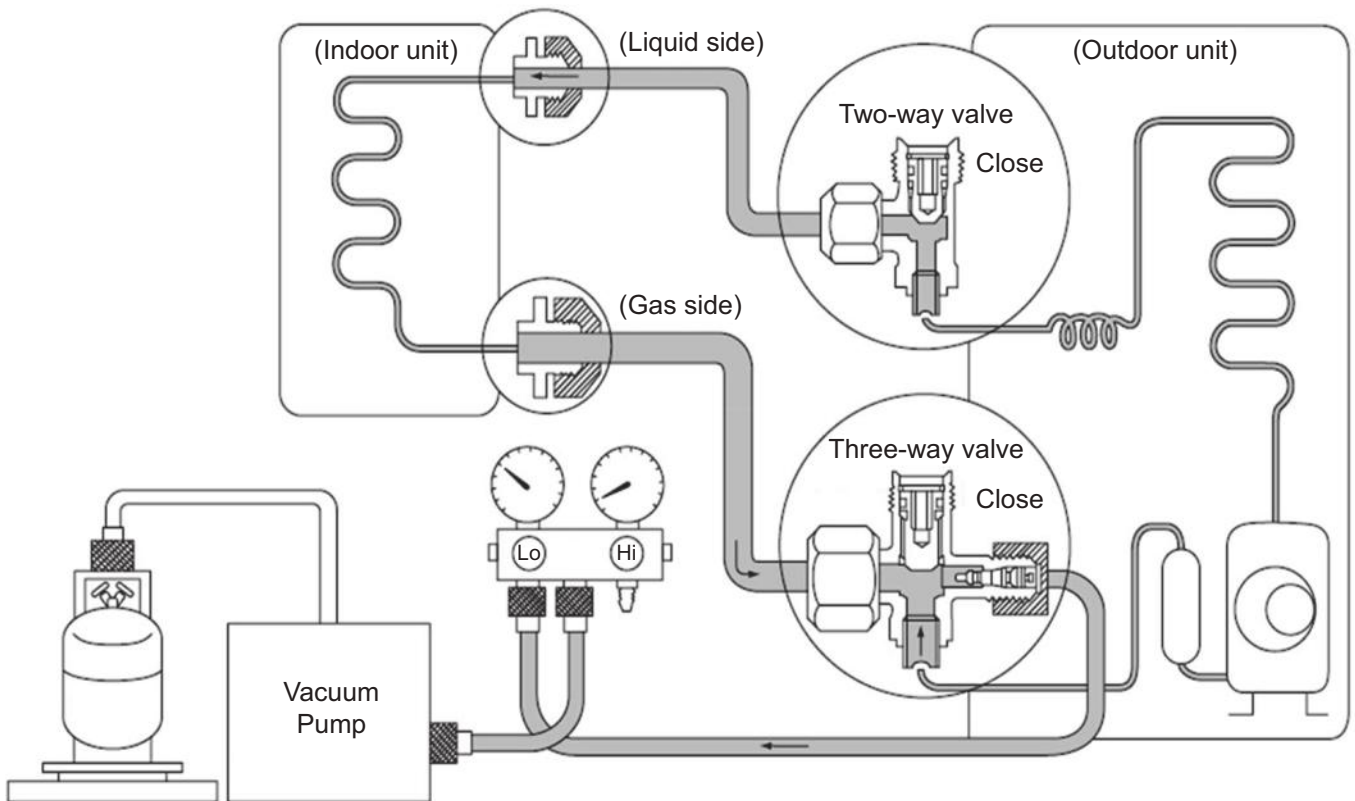 (Indoor unit)
(Liquid side)
(Outdoor unit)
Two-way valve
Close
(Gas side)
Three-way valve
Close
Lo
Hi
Vacuum
Pump